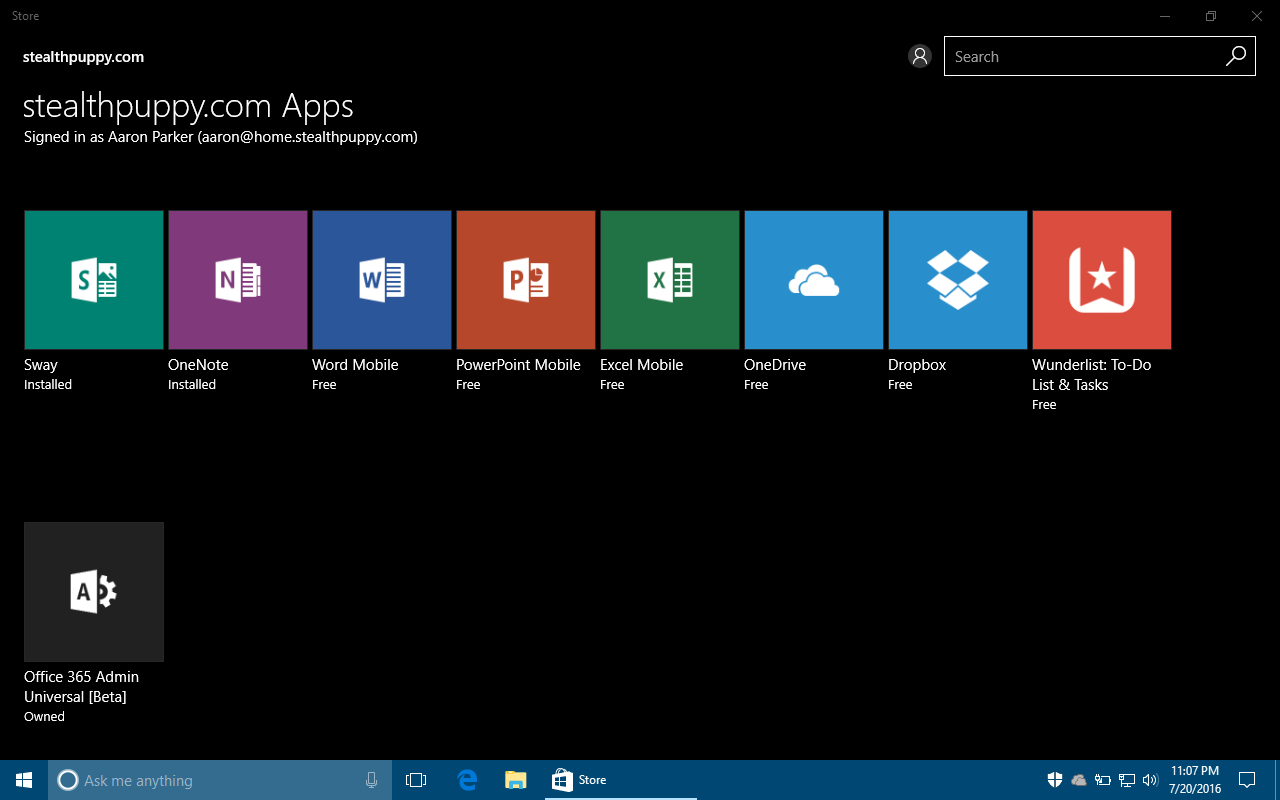 Store
stealthpuppy.com
Search
stealthpuppy.com Apps
Signed in as Aaron Parker (aaron@home.stealthpuppy.com)
S
N
W
P
X
Sway
Installed
OneNote
Installed
Word Mobile
Free
PowerPoint Mobile
Free
Excel Mobile
Free
OneDrive
Free
Dropbox
Free
Wunderlist: To-Do
List & Tasks
Free
A
Office 365 Admin
Universal [Beta]
Owned
Ask me anything
Store
11:07 PM
7/20/2016